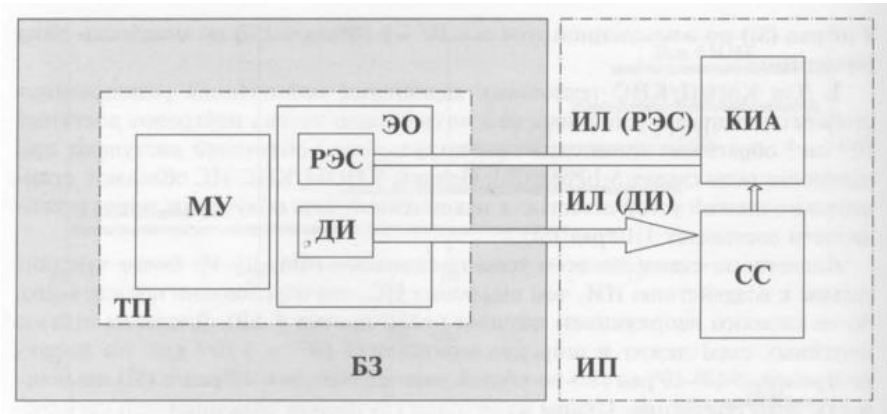 ЭО
РЭС
ИЛ (РЭС)
КИА
МУ
ИЛ (ДИ)
ДИ
СС
ТП
БЗ
ИП